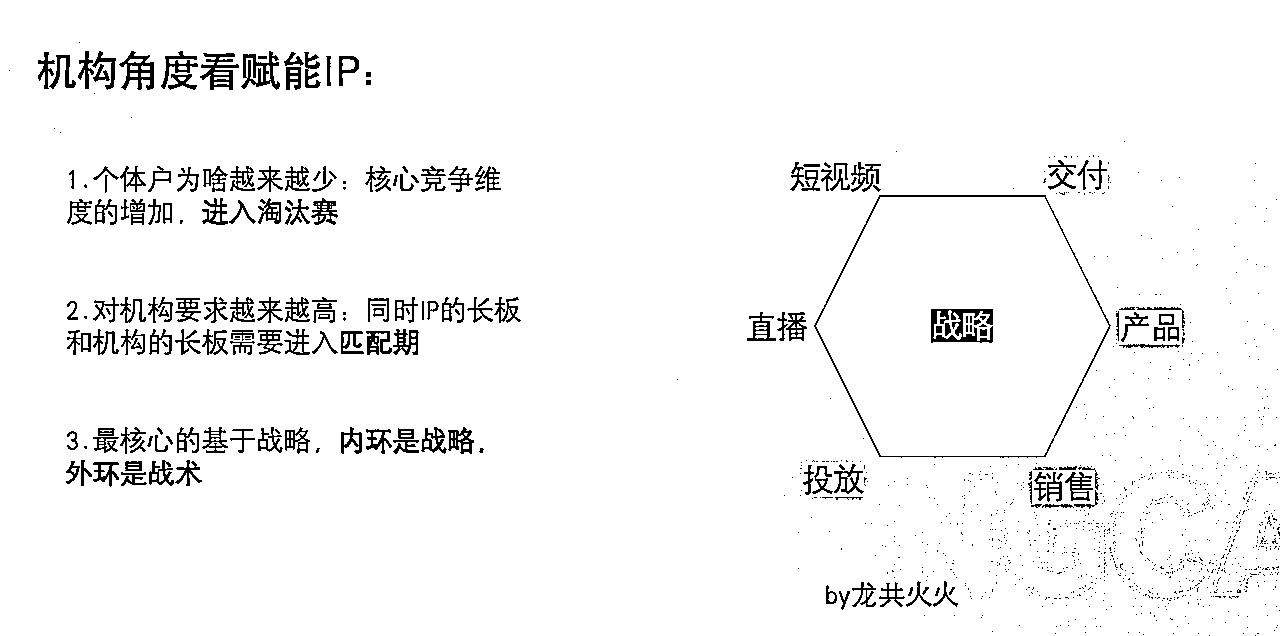 机构角度看赋能IP：
1.个体户为啥越来越少：核心竞争维
度的增加，进入淘汰赛
2.对机构要求越来越高：同时IP的长板
和机构的长板需要进入匹配期
3.最核心的基于战略，内环是战略，
外环是战术
短视频
交付
直播
战略
产品
投放
销售
by龙共火火